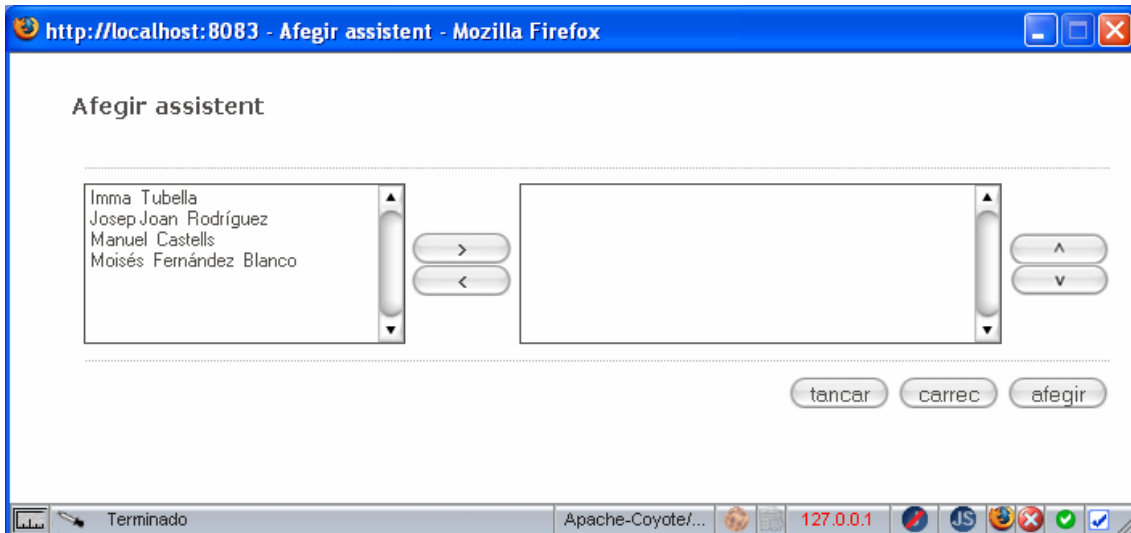 http://localhost:8083 - Afegir assistent - Mozilla Firefox
Afegir assistent
Imma Tubella
Josep Joan Rodríguez
Manuel Castells
Moisés Fernández Blanco
>
<
^
v
tancar carrec afegir
Terminado Apache-Coyote/... 127.0.0.1 JS